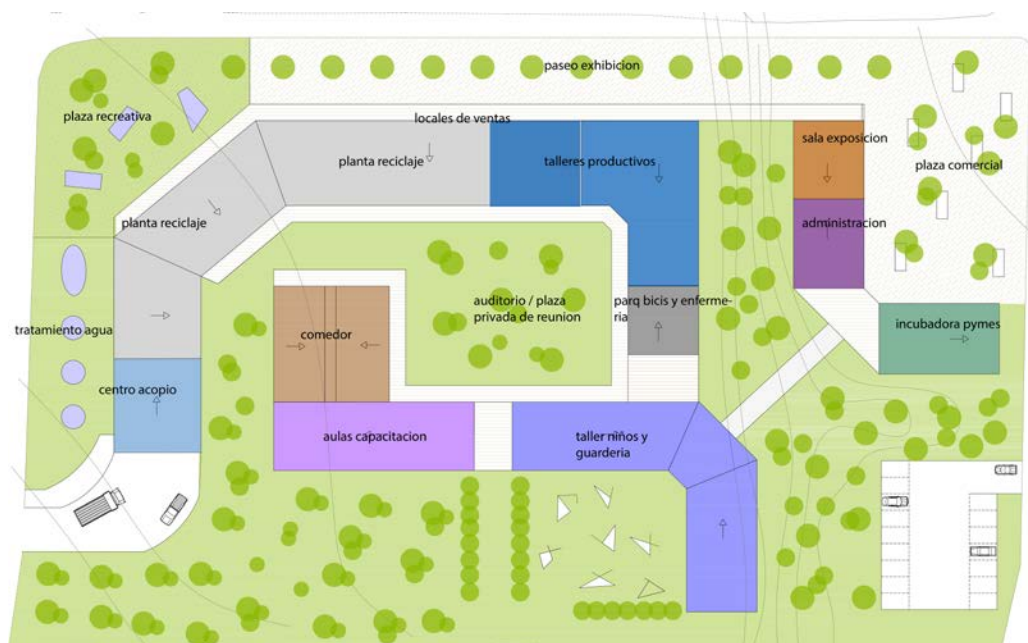 paseo exhibicion
plaza recreativa
locales de ventas
sala exposicion
planta reciclaje
talleres productivos
plaza comercial
planta reciclaje
administracion
auditorio / plaza
privada de reunion
parq bicis y enferme-
ria
tratamiento agua
comedor
incubadora pymes
centro acopio
aulas capacitacion
taller niños y
guarderia